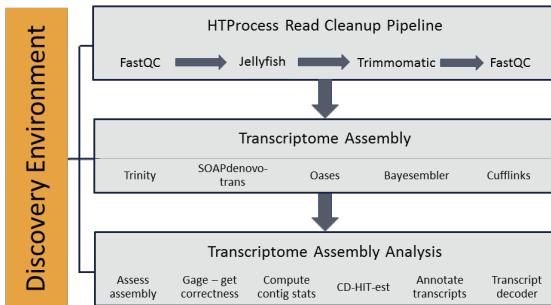 Discovery Environment
HTProcess Read Cleanup Pipeline
FastQC Jellyfish Trimmomatic FastQC
Transcriptome Assembly
Trinity SOAPdenovo-trans Oases Bayesembler Cufflinks
Transcriptome Assembly Analysis
Assess assembly Gage – get correctness Compute contig stats CD-HIT-est Annotate transcripts Transcript decoder